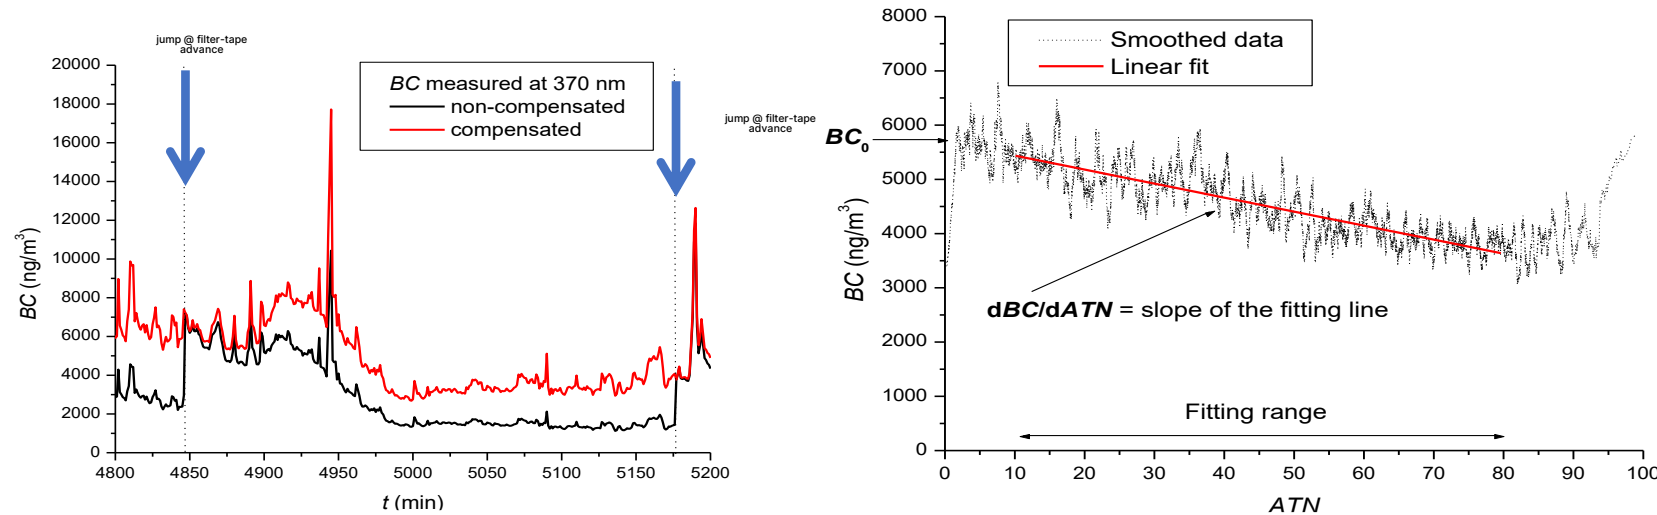 jump @ filter-tape
advance
20000
18000
16000
14000
12000
10000
8000
6000
4000
2000
0
BC (ng/m³)
BC measured at 370 nm
non-compensated
compensated
4800 4850 4900 4950 5000 5050 5100 5150 5200
t (min)
jump @ filter-tape
advance
8000
7000
6000
5000
4000
3000
2000
1000
0
BC (ng/m³)
BC₀
Smoothed data
Linear fit
dBC/dATN = slope of the fitting line
Fitting range
0 10 20 30 40 50 60 70 80 90 100
ATN